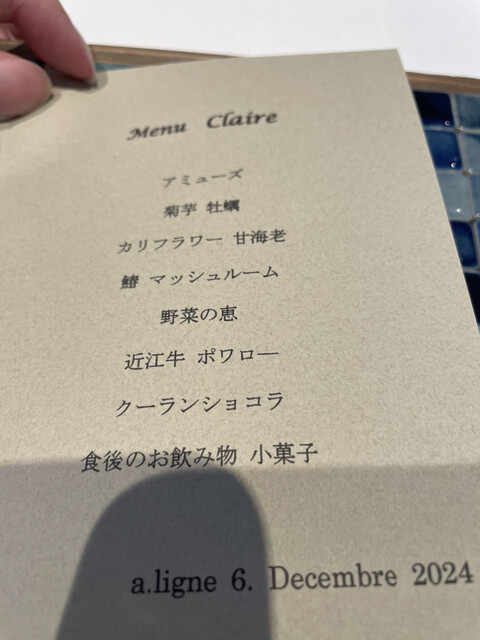 Menu Claire
アミューズ
菊芋 牡蠣
カリフラワー 甘海老
鰆 マッシュルーム
野菜の恵
近江牛 ポワロー
クーランショコラ
食後のお飲み物 小菓子
a.ligne 6. Decembre 2024